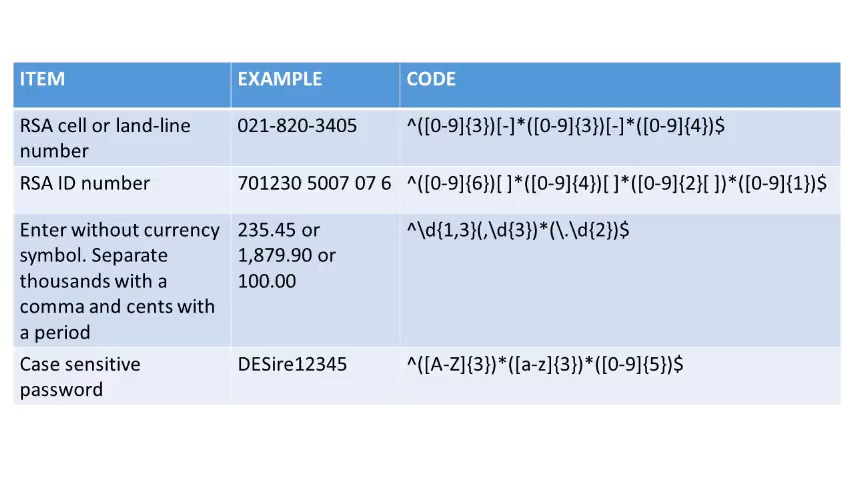 ITEM EXAMPLE CODE
RSA cell or land-line 021-820-3405 ^([0-9]{3})[-]*([0-9]{3})[-]*([0-9]{4})$
number
RSA ID number 701230 5007 07 6 ^([0-9]{6})[ ]*([0-9]{4})[ ]*([0-9]{2}[ ])*([0-9]{1})$
Enter without currency 235.45 or ^\d{1,3}(,\d{3})*(\.\d{2})$
symbol. Separate 1,879.90 or
thousands with a 100.00
comma and cents with
a period
Case sensitive DESire12345 ^([A-Z]{3})*([a-z]{3})*([0-9]{5})$
password